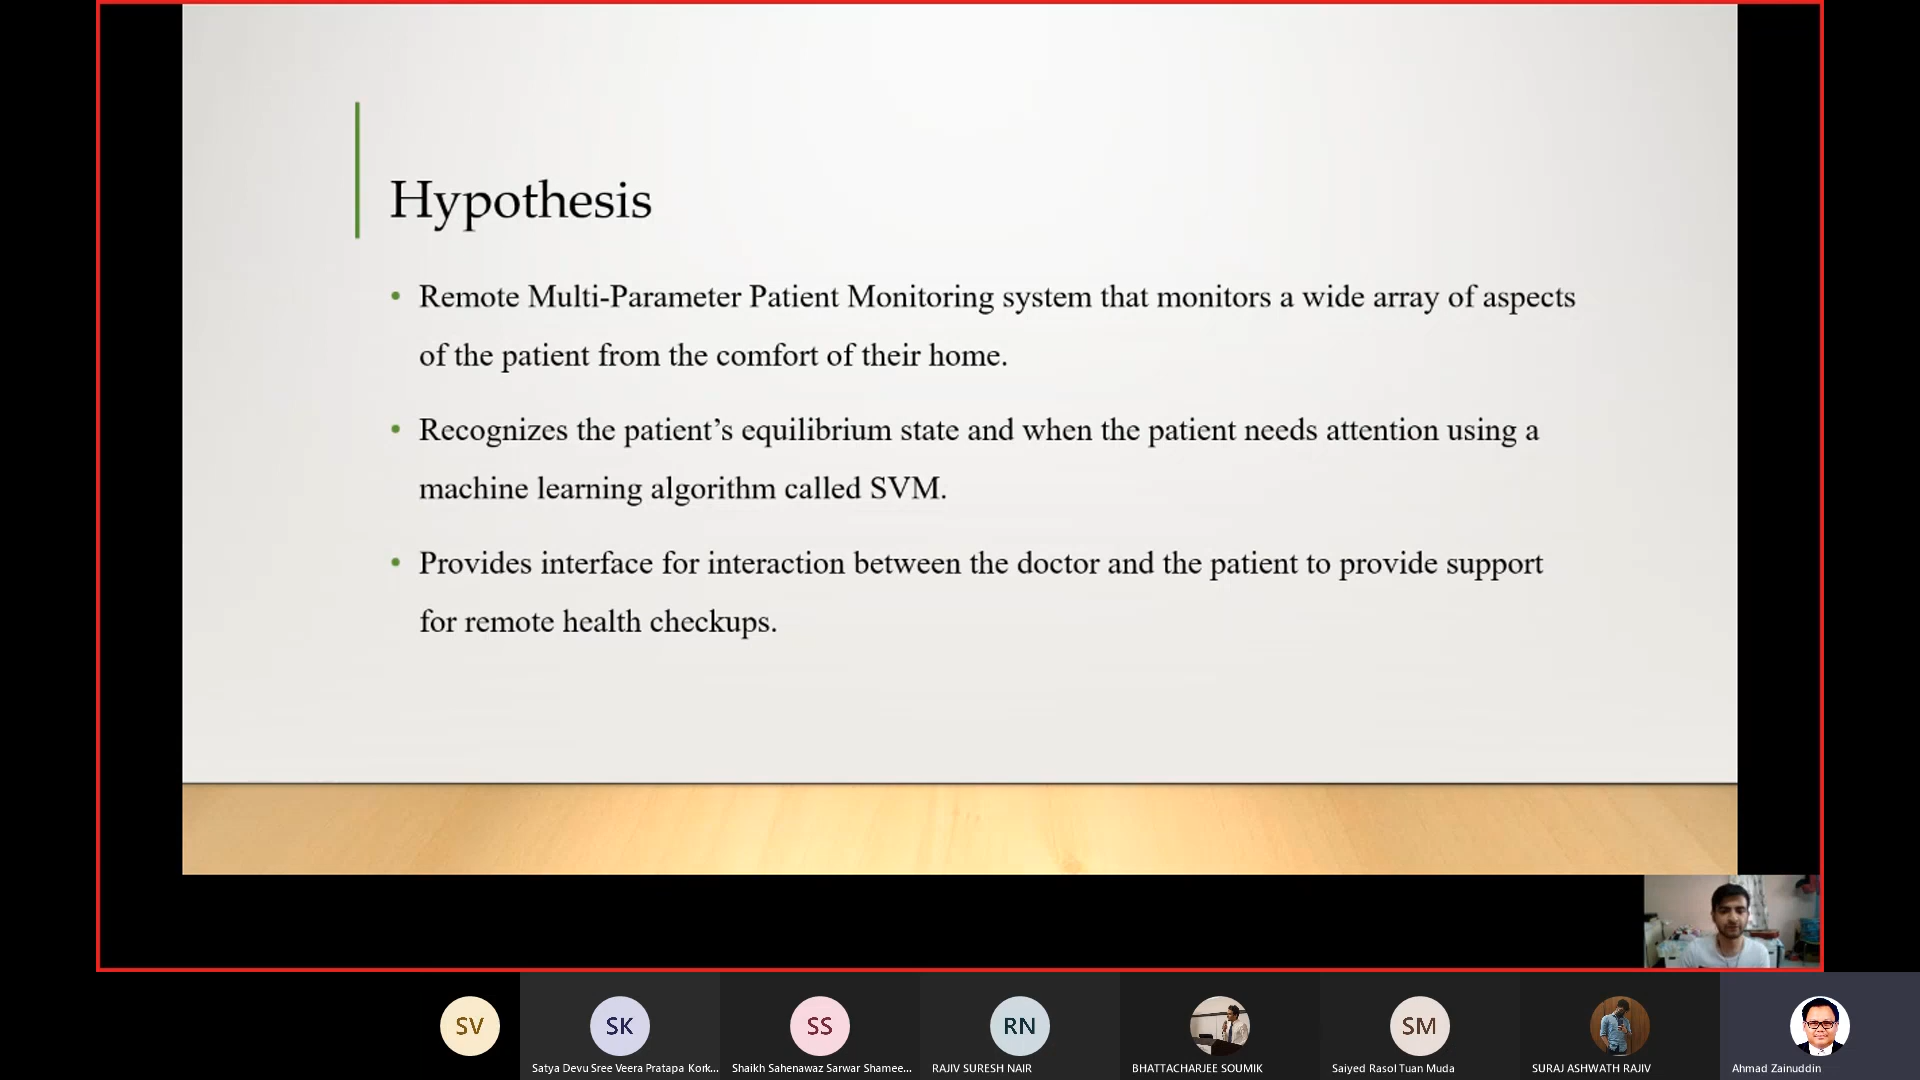 Hypothesis
• Remote Multi-Parameter Patient Monitoring system that monitors a wide array of aspects
of the patient from the comfort of their home.
• Recognizes the patient’s equilibrium state and when the patient needs attention using a
machine learning algorithm called SVM.
• Provides interface for interaction between the doctor and the patient to provide support
for remote health checkups.
SV
SK
SS
RN
SM
Satya Devu Sree Veera Pratapa Kork...
Shaikh Sahenawaz Sarwar Shamee...
RAJIV SURESH NAIR
BHATTACHARJEE SOUMIK
Saiyed Rasol Tuan Muda
SURAJ ASHWATH RAJIV
Ahmad Zainuddin